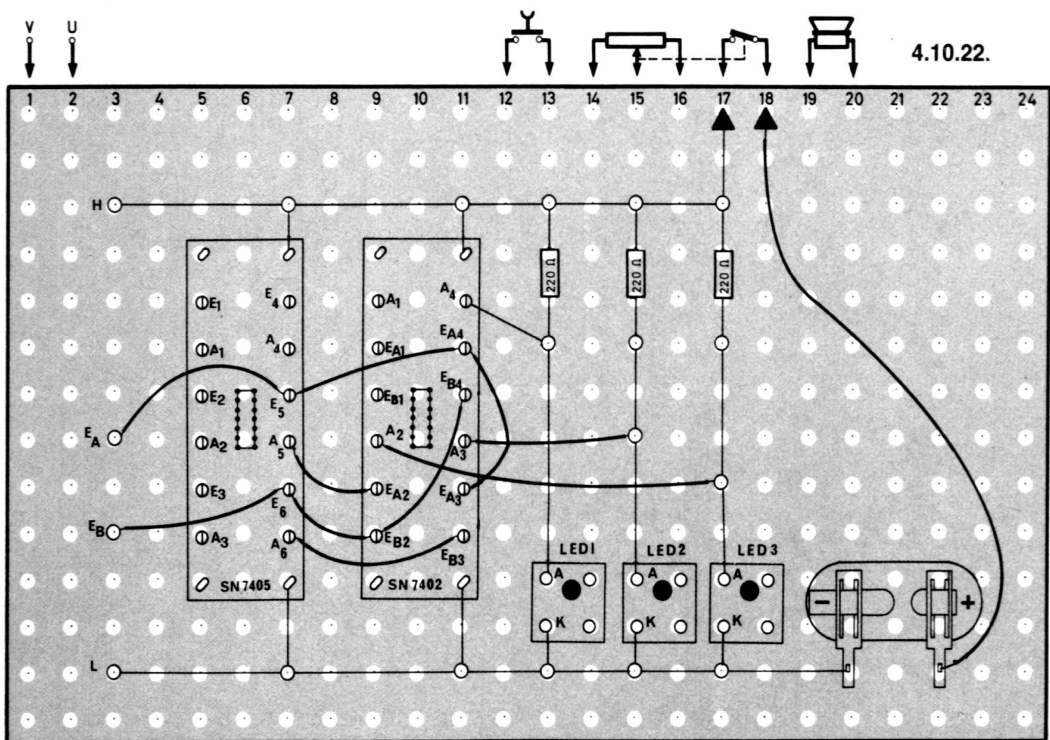 V U
4.10.22.
1 2 3 4 5 6 7 8 9 10 11 12 13 14 15 16 17 18 19 20 21 22 23 24
H
220 Ω 220 Ω 220 Ω
E1 E4 A1 A4
A1 A4 EA1 EA4
E2 E5 EB1 EB4
EA A2 A5 A2 A3
E3 E6 EA2 EA3
EB A3 A6 EB2 EB3
LED1 LED2 LED3
SN 7405 SN 7402 A A A
− +
K K K
L